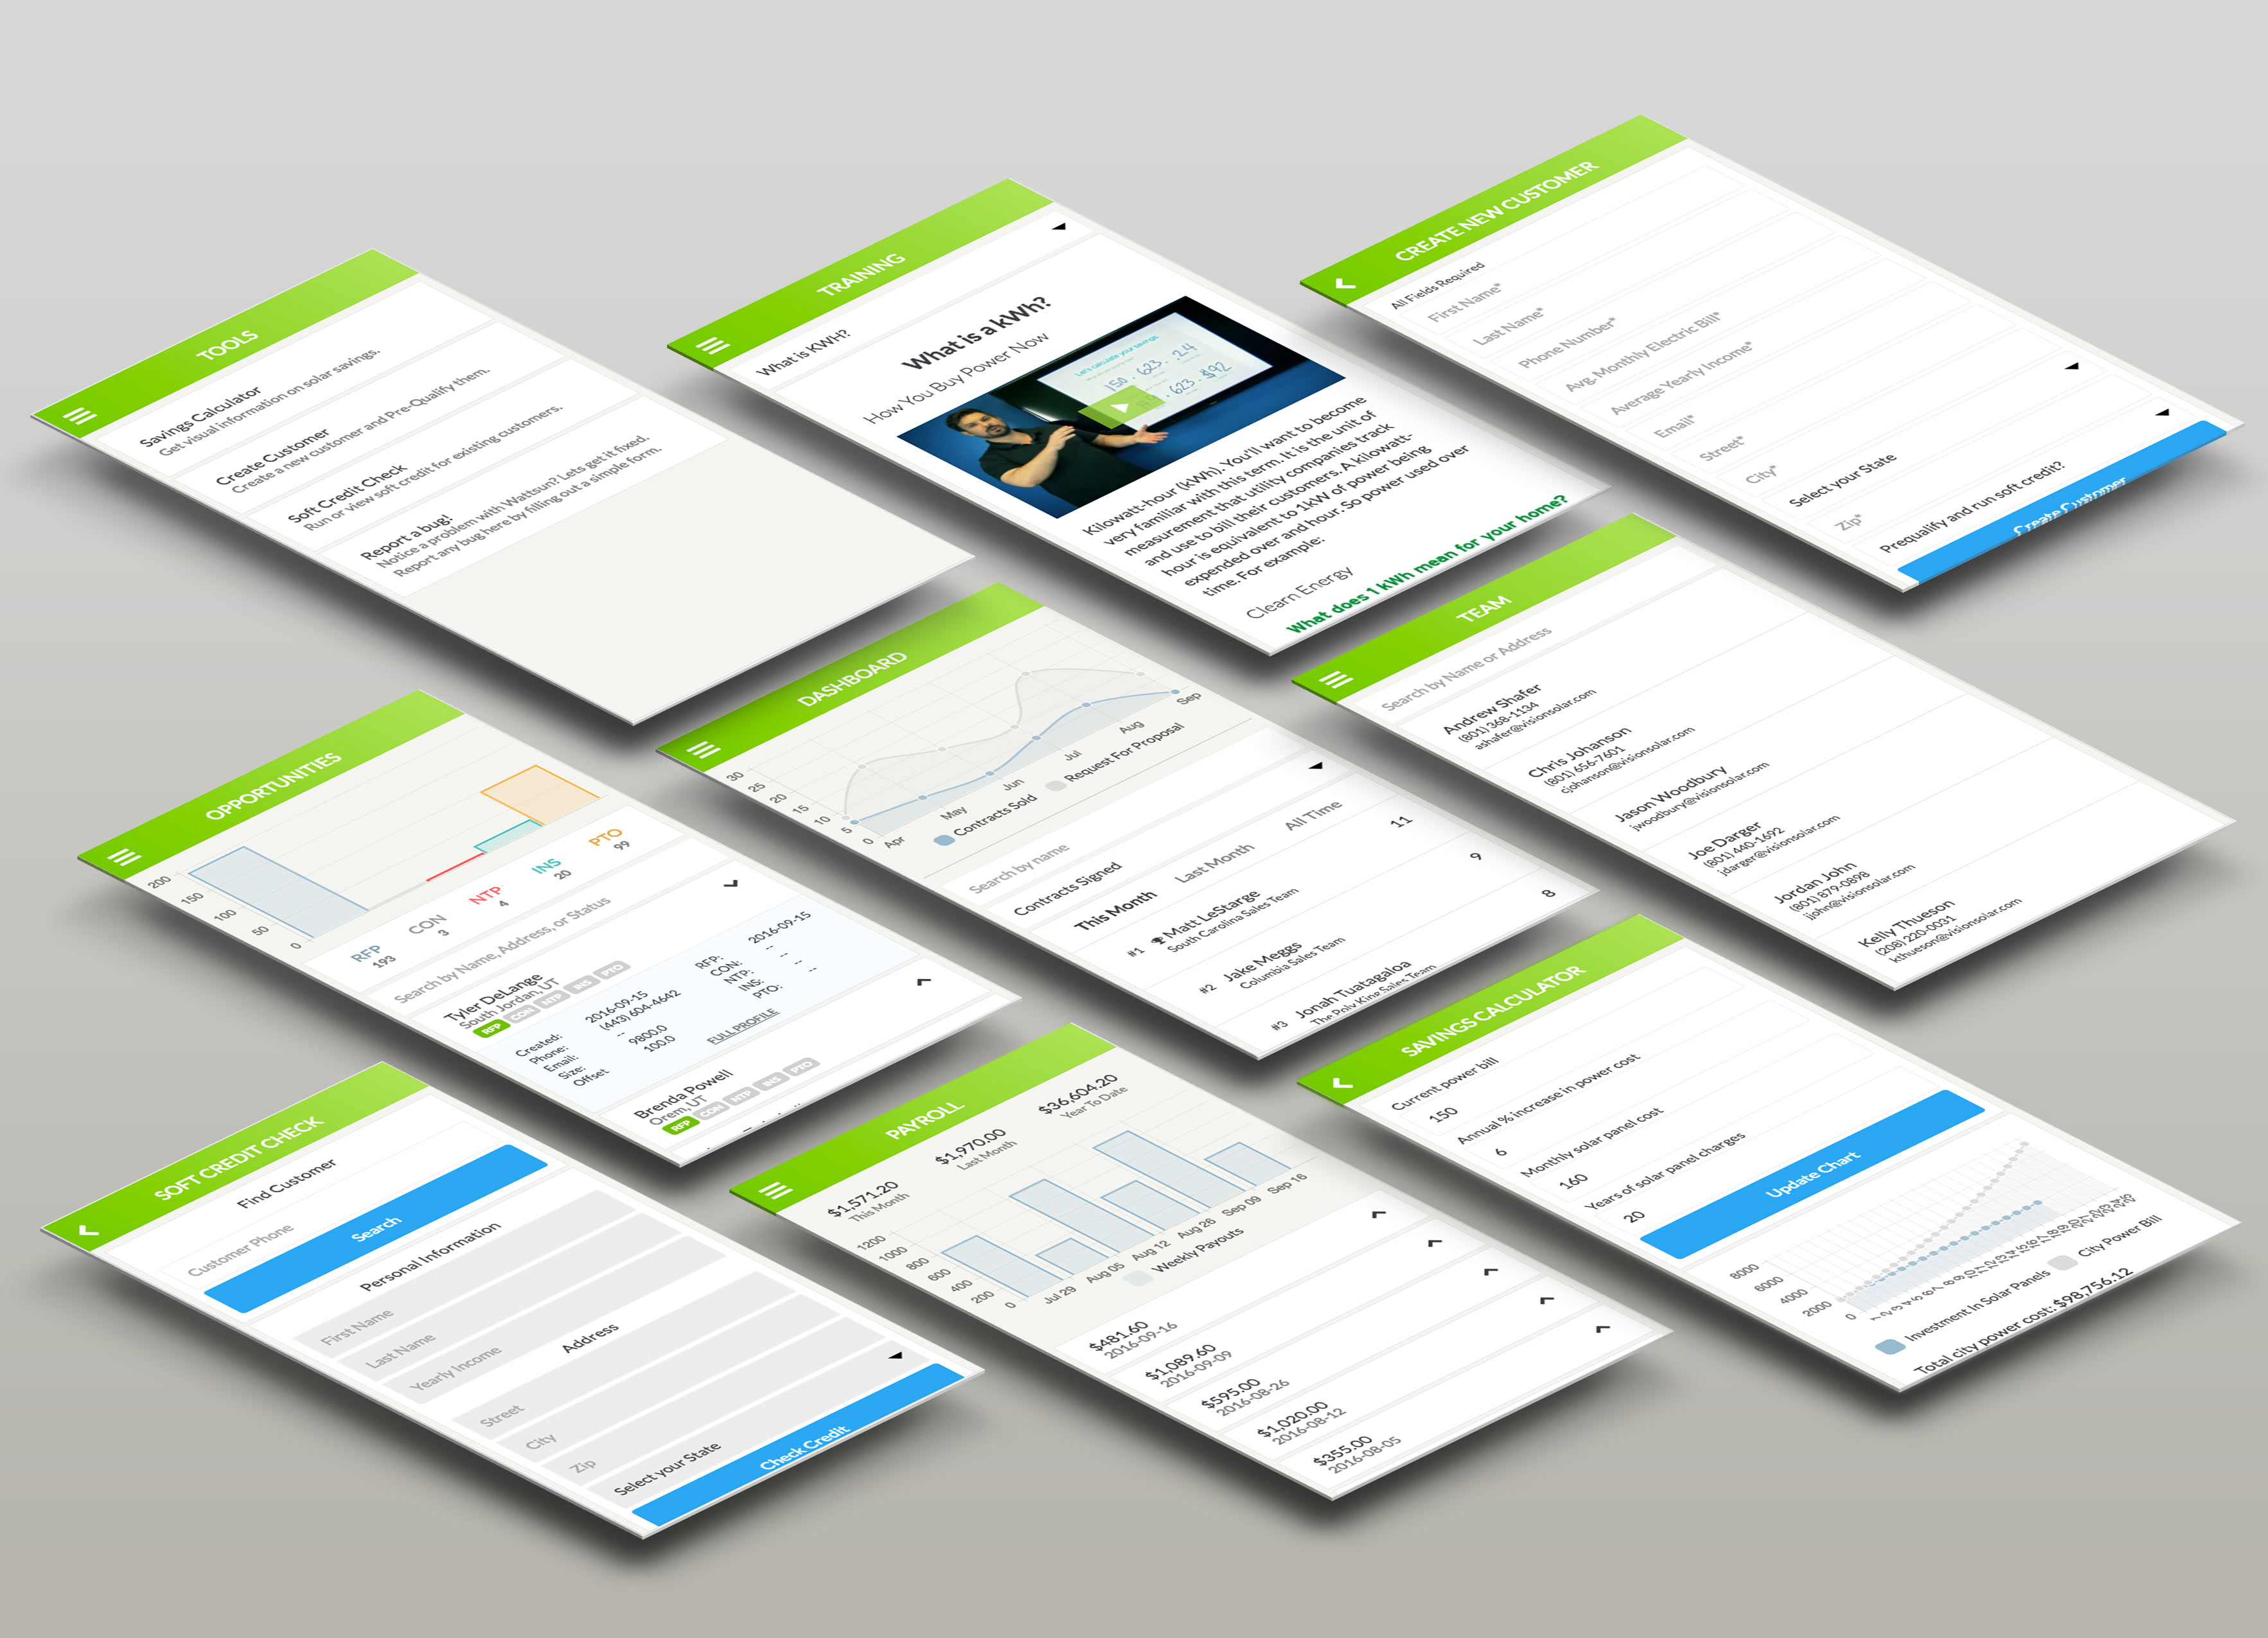 TOOLS
Savings Calculator
Get visual information on solar savings.
Create Customer
Create a new customer and Pre-Qualify them.
Soft Credit Check
Run or view soft credit for existing customers.
Report a bug!
Notice a problem with Wattsun? Lets get it fixed.
Report any bug here by filling out a simple form.
TRAINING
What is KWH?
What is a kWh?
How You Buy Power Now
Let's calculate your savings.
150 . 623 . .24
.623 . $92
Kilowatt-hour (kWh). You'll want to become
very familiar with this term. It is the unit of
measurement that utility companies track
and use to bill their customers. A kilowatt-
hour is equivalent to 1kW of power being
expended over and hour. So power used over
time. For example:
Clearn Energy
What does 1 kWh mean for your home?
CREATE NEW CUSTOMER
All Fields Required
First Name*
Last Name*
Phone Number*
Avg. Monthly Electric Bill*
Average Yearly Income*
Email*
Street*
City*
Select your State
Zip*
Prequalify and run soft credit?
Create Customer
OPPORTUNITIES
200
150
100
50
0
RFP CON NTP INS PTO
193 3 4 20 99
Search by Name, Address, or Status
Tyler DeLange
South Jordan, UT
RFP CON NTP INS PTO
Created: 2016-09-15 RFP: 2016-09-15
Phone: (443) 604-4642 CON: --
Email: -- NTP: --
Size: 9800.0 INS: --
Offset 100.0 PTO:
FULL PROFILE
Brenda Powell
Orem, UT
RFP CON NTP INS PTO
DASHBOARD
30
25
20
15
10
5
0
Apr May Jun Jul Aug Sep
Contracts Sold Request For Proposal
Search by name
Contracts Signed
This Month Last Month All Time
#1 Matt LeStarge 11
South Carolina Sales Team
#2 Jake Meggs 9
Columbia Sales Team
#3 Jonah Tuatagaloa 8
The Poly King Sales Team
TEAM
Search by Name or Address
Andrew Shafer
(801) 368-1134
ashafer@visionsolar.com
Chris Johanson
(801) 656-7601
cjohanson@visionsolar.com
Jason Woodbury
jwoodbury@visionsolar.com
Joe Darger
(801) 440-1692
jdarger@visionsolar.com
Jordan John
(801) 879-0898
jjohn@visionsolar.com
Kelly Thueson
(208) 220-0031
kthueson@visionsolar.com
SOFT CREDIT CHECK
Find Customer
Customer Phone
Search
Personal Information
First Name
Last Name
Yearly Income
Address
Street
City
Zip
Select your State
Check Credit
PAYROLL
$1,571.20 $1,970.00 $36,604.20
This Month Last Month Year To Date
1200
1000
800
600
400
200
0
Jul 29 Aug 05 Aug 12 Aug 26 Sep 09 Sep 16
Weekly Payouts
$481.60
2016-09-16
$1,089.60
2016-09-09
$595.00
2016-08-26
$1,020.00
2016-08-12
$355.00
2016-08-05
SAVINGS CALCULATOR
Current power bill
150
Annual % increase in power cost
6
Monthly solar panel cost
160
Years of solar panel charges
20
Update Chart
8000
6000
4000
2000
0
Investment In Solar Panels City Power Bill
Total city power cost: $98,756.12